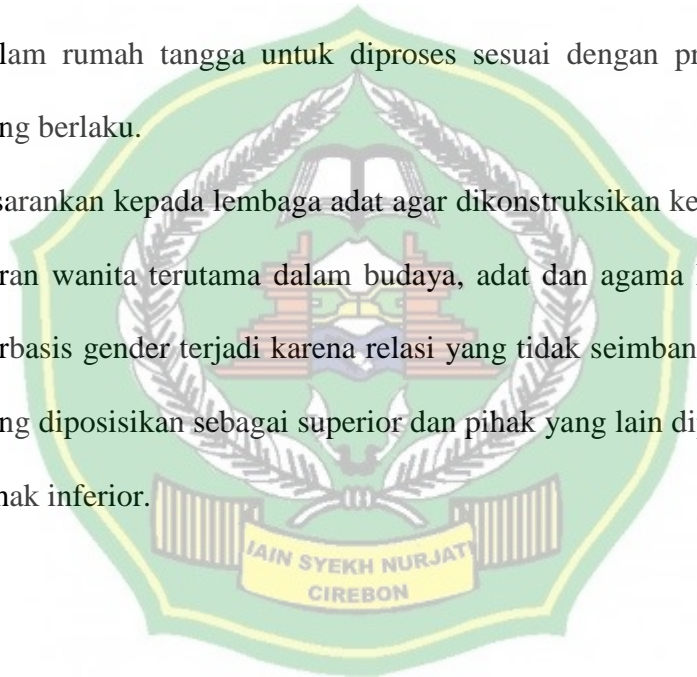 lam rumah tangga untuk diproses sesuai dengan pr
ng berlaku.
sarankan kepada lembaga adat agar dikonstruksikan ke
ran wanita terutama dalam budaya, adat dan agama
rbasis gender terjadi karena relasi yang tidak seimban
ng diposisikan sebagai superior dan pihak yang lain di
hak inferior.
IAIN SYEKH NURJATI
CIREBON